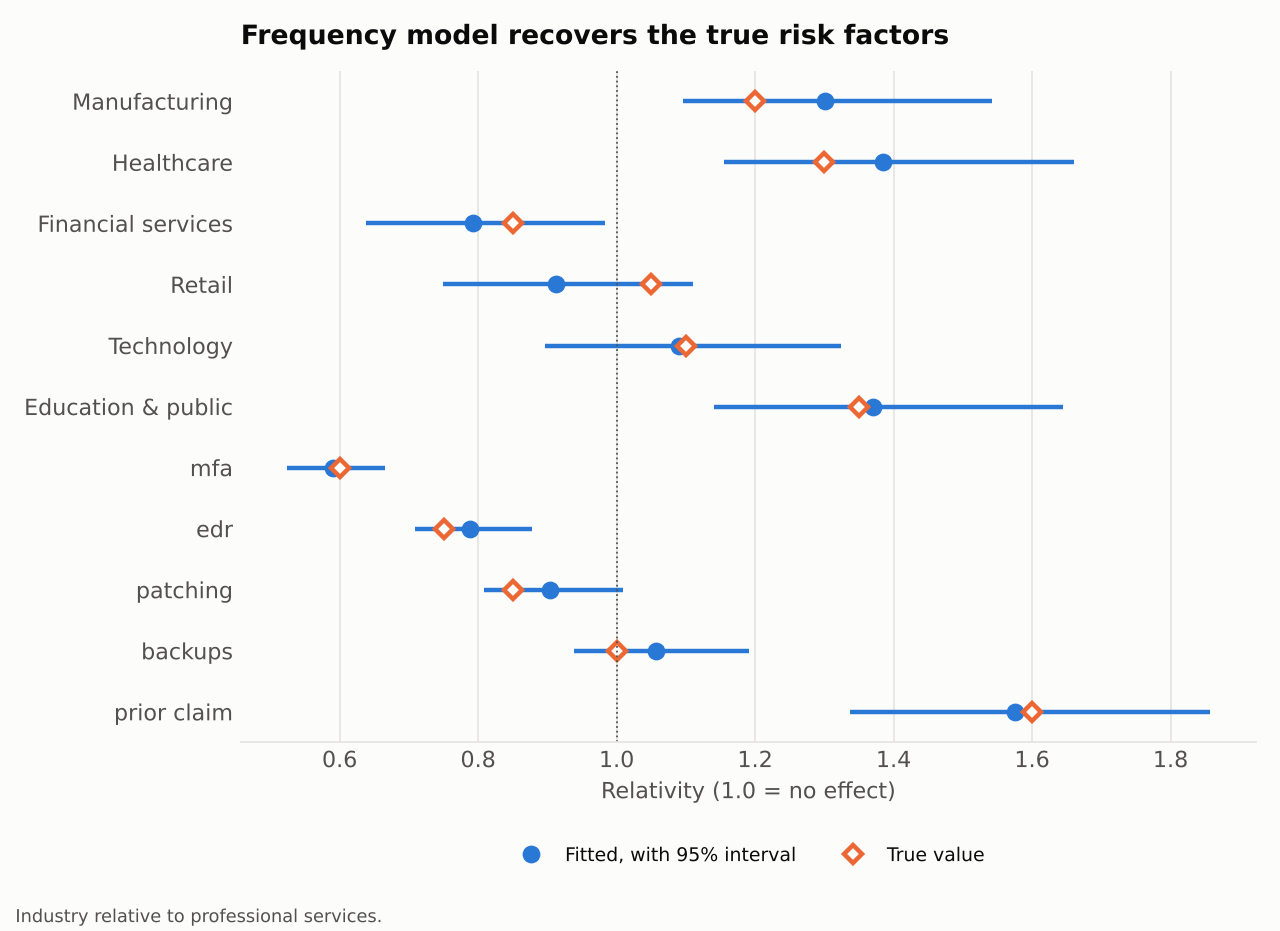 Frequency model recovers the true risk factors
Manufacturing
Healthcare
Financial services
Retail
Technology
Education & public
mfa
edr
patching
backups
prior claim
0.6 0.8 1.0 1.2 1.4 1.6 1.8
Relativity (1.0 = no effect)
Fitted, with 95% interval True value
Industry relative to professional services.